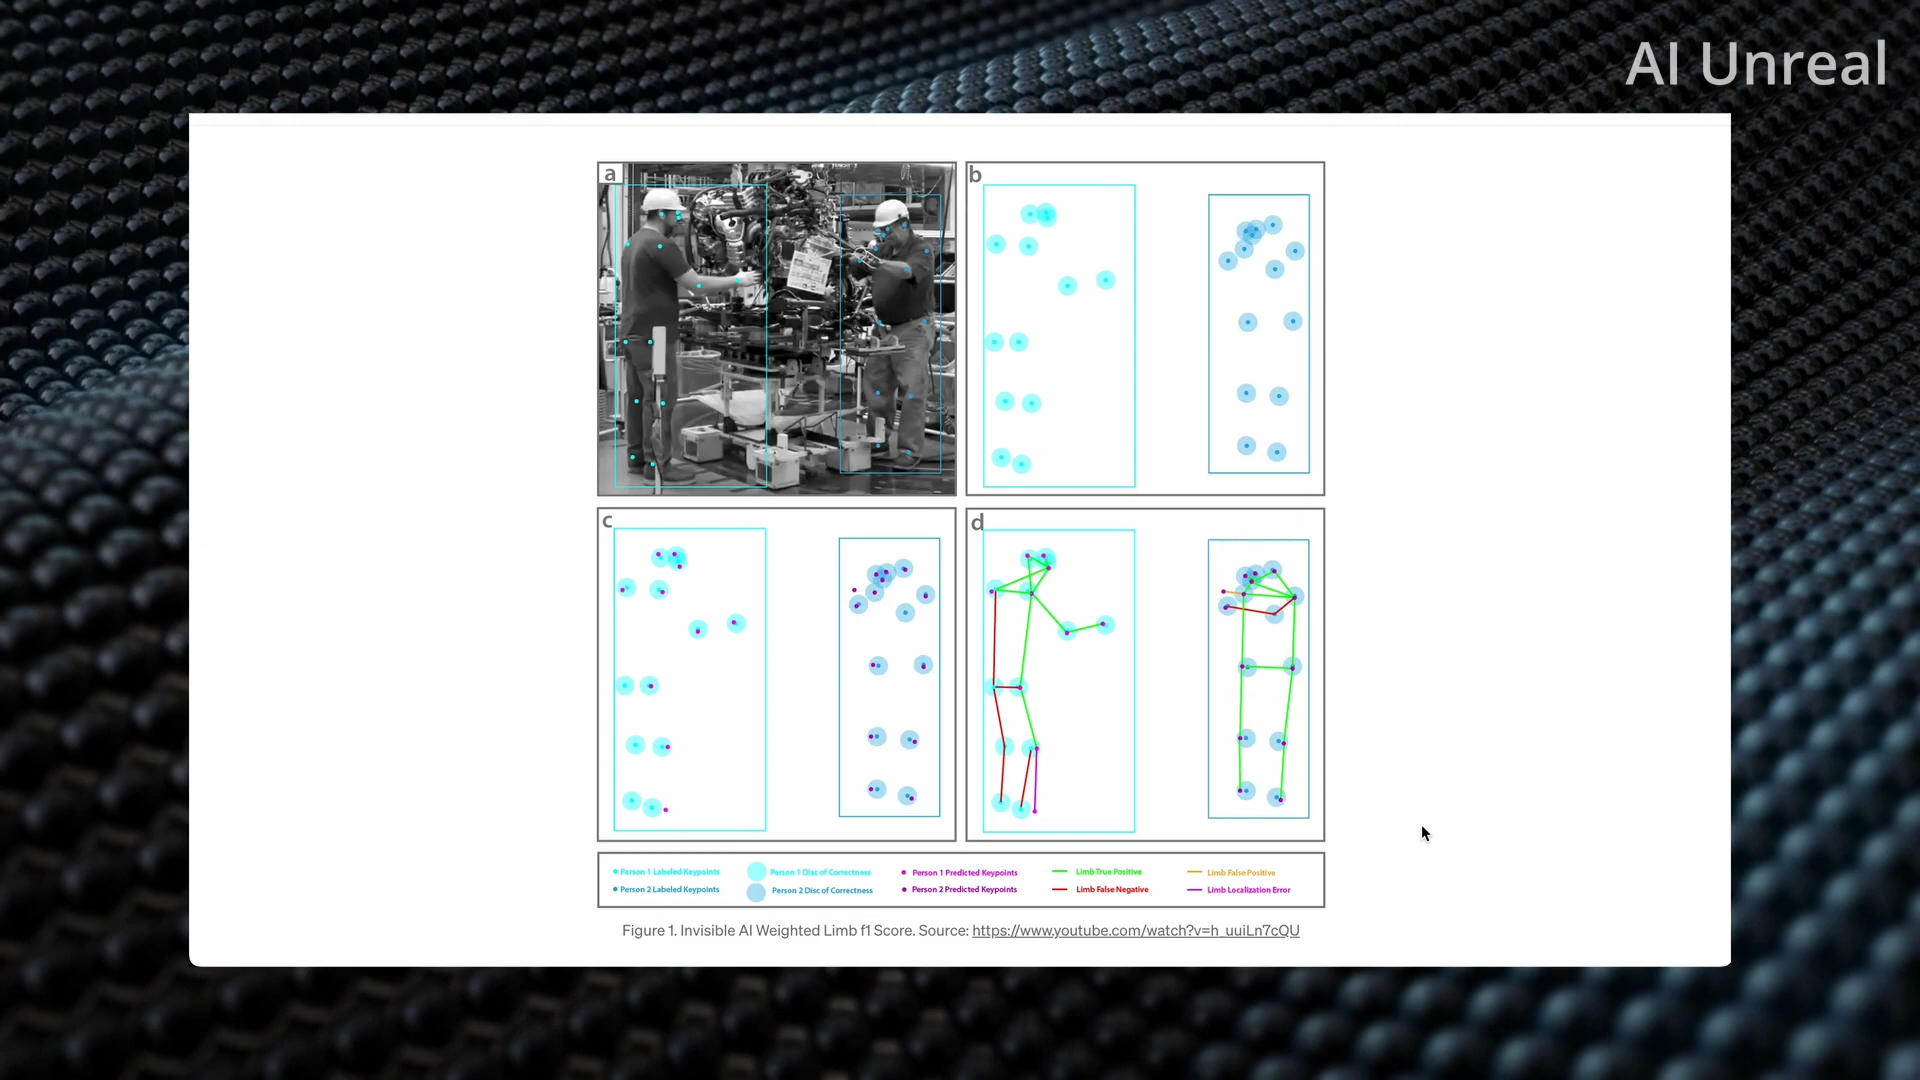 AI Unreal
a
b
c
d
Person 1 Labeled Keypoints
Person 1 Disc of Correctness
Person 1 Predicted Keypoints
Limb True Positive
Limb False Positive
Person 2 Labeled Keypoints
Person 2 Disc of Correctness
Person 2 Predicted Keypoints
Limb False Negative
Limb Localization Error
Figure 1. Invisible AI Weighted Limb f1 Score. Source: https://www.youtube.com/watch?v=h_uuiLn7cQU